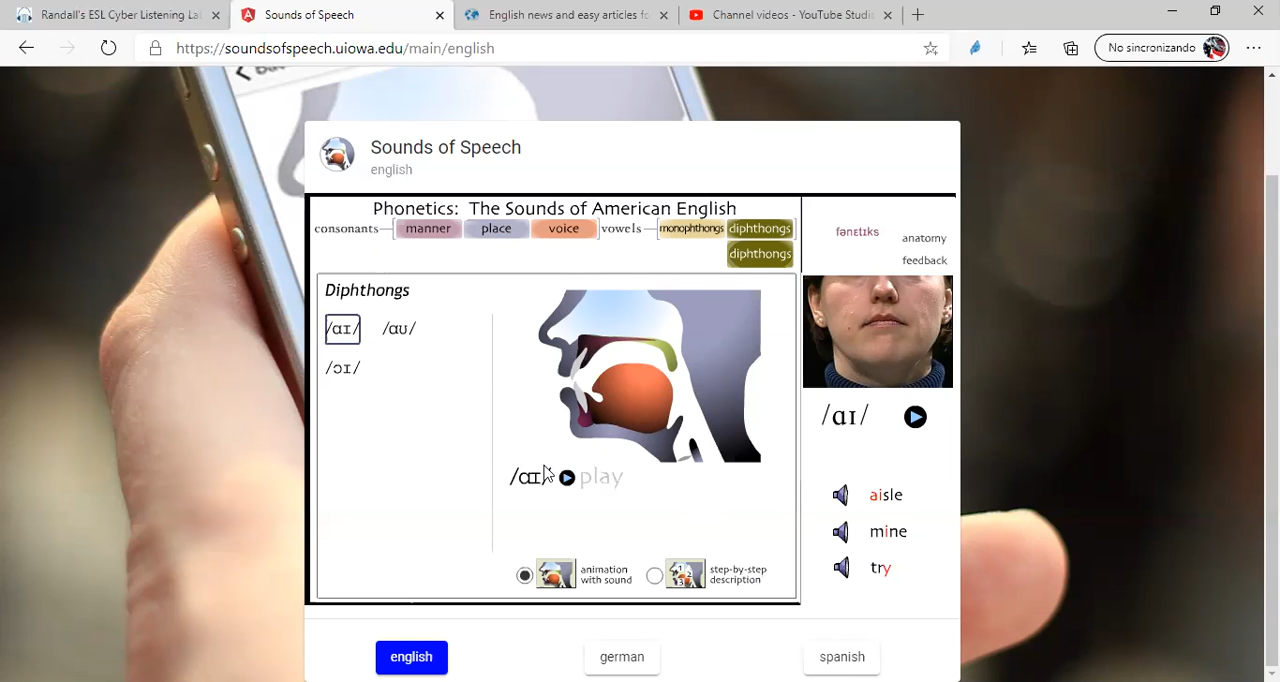 Randall's ESL Cyber Listening La
Sounds of Speech
English news and easy articles fo
Channel videos - YouTube Studi
https://soundsofspeech.uiowa.edu/main/english
No sincronizando
Sounds of Speech
english
Phonetics: The Sounds of American English
consonants manner place voice vowels monophthongs diphthongs
diphthongs
fənɛtɪks
anatomy
feedback
Diphthongs
/ɑɪ/ /ɑʊ/
/ɔɪ/
/ɑɪ/ play
animation with sound
step-by-step description
/ɑɪ/
aisle
mine
try
english
german
spanish